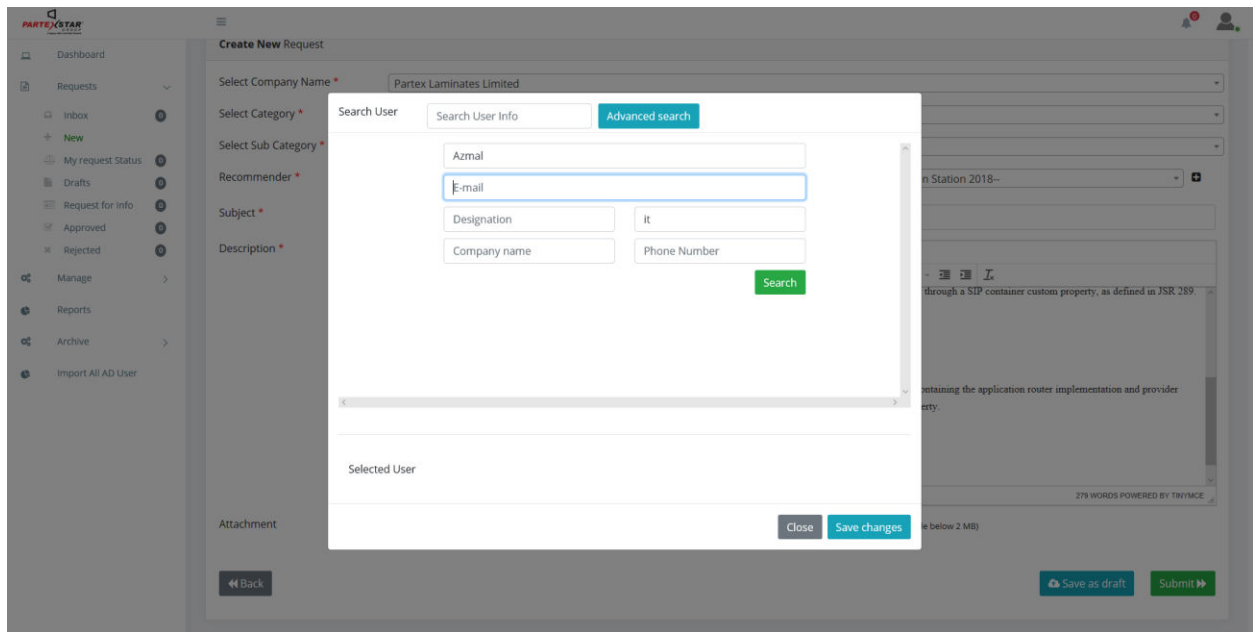 PARTEX STAR
GROUP
0
Dashboard
Requests
Inbox 0
New
My request Status 0
Drafts 0
Request for Info 0
Approved 0
Rejected 0
Manage
Reports
Archive
Import All AD User
Create New Request
Select Company Name * Partex Laminates Limited
Select Category *
Select Sub Category *
Recommender * n Station 2018--
Subject *
Description *
through a SIP container custom property, as defined in JSR 289.
ontaining the application router implementation and provider
erty.
279 WORDS POWERED BY TINYMCE
Attachment
e below 2 MB)
Back
Save as draft
Submit
Search User
Search User Info
Advanced search
Azmal
E-mail
Designation
it
Company name
Phone Number
Search
Selected User
Close
Save changes